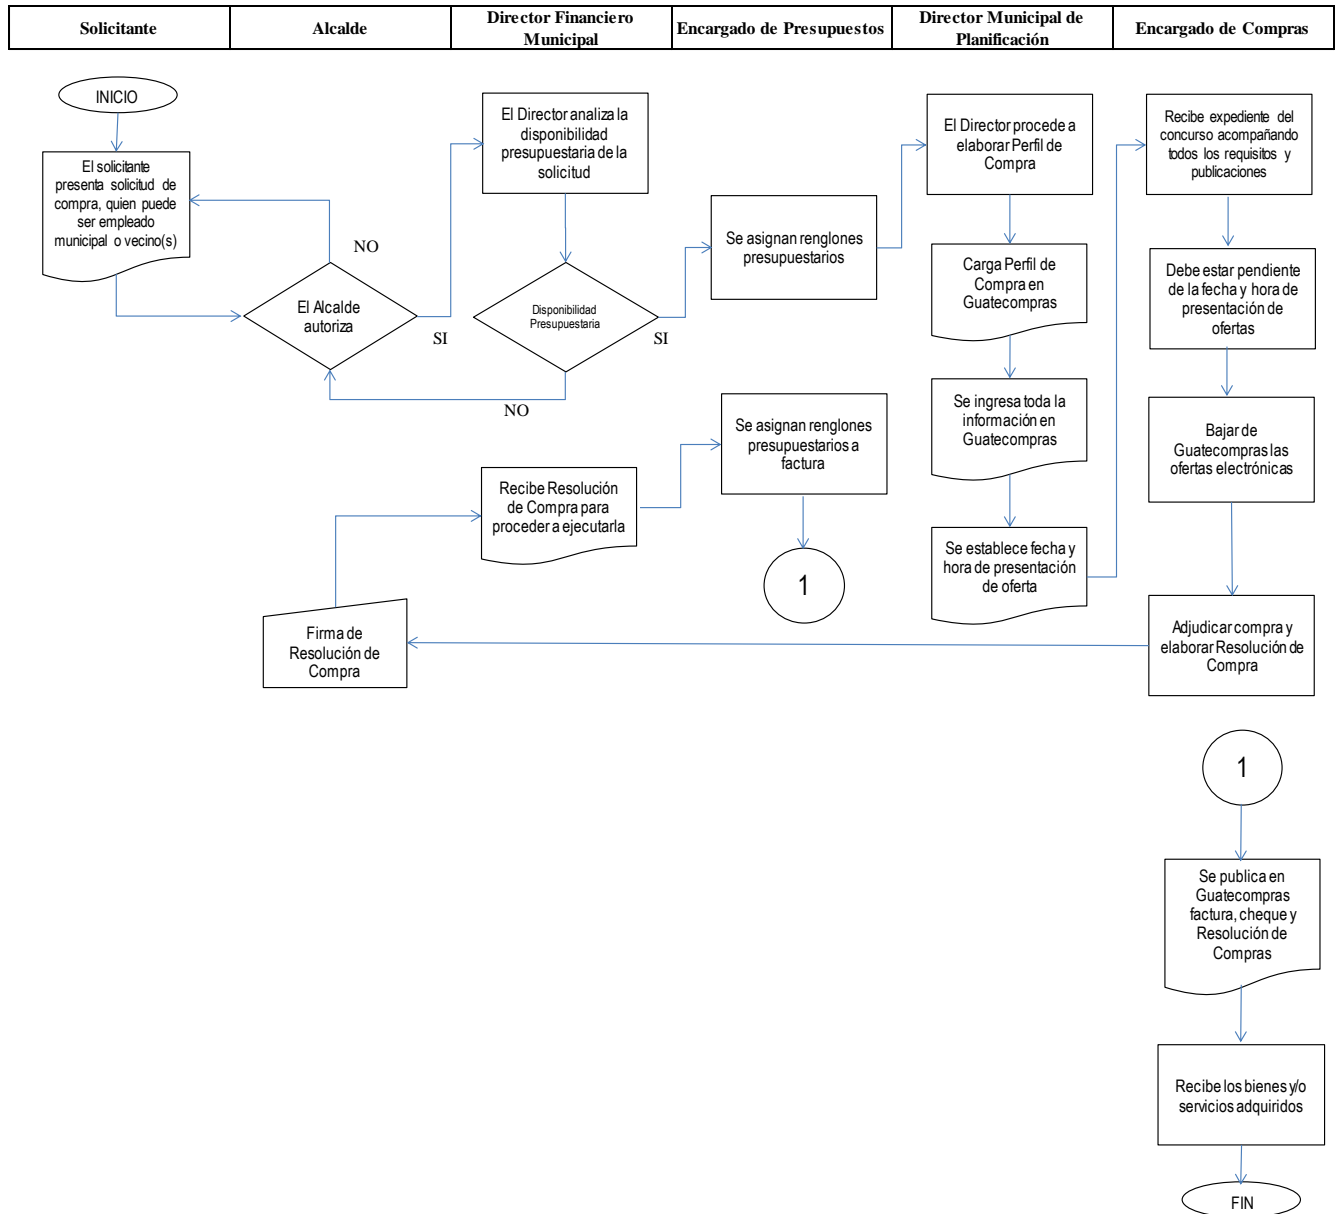 Solicitante
Alcalde
Director Financiero
Municipal
Encargado de Presupuestos
Director Municipal de
Planificación
Encargado de Compras
INICIO
El solicitante
presenta solicitud de
compra, quien puede
ser empleado
municipal o vecino(s)
NO
El Alcalde
autoriza
SI
El Director analiza la
disponibilidad
presupuestaria de la
solicitud
Disponibilidad
Presupuestaria
SI
NO
Se asignan renglones
presupuestarios
El Director procede a
elaborar Perfil de
Compra
Carga Perfil de
Compra en
Guatecompras
Se ingresa toda la
información en
Guatecompras
Se establece fecha y
hora de presentación
de oferta
Recibe expediente del
concurso acompañando
todos los requisitos y
publicaciones
Debe estar pendiente
de la fecha y hora de
presentación de
ofertas
Bajar de
Guatecompras las
ofertas electrónicas
Adjudicar compra y
elaborar Resolución de
Compra
Firma de
Resolución de
Compra
Recibe Resolución
de Compra para
proceder a ejecutarla
Se asignan renglones
presupuestarios a
factura
1
1
Se publica en
Guatecompras
factura, cheque y
Resolución de
Compras
Recibe los bienes y/o
servicios adquiridos
FIN